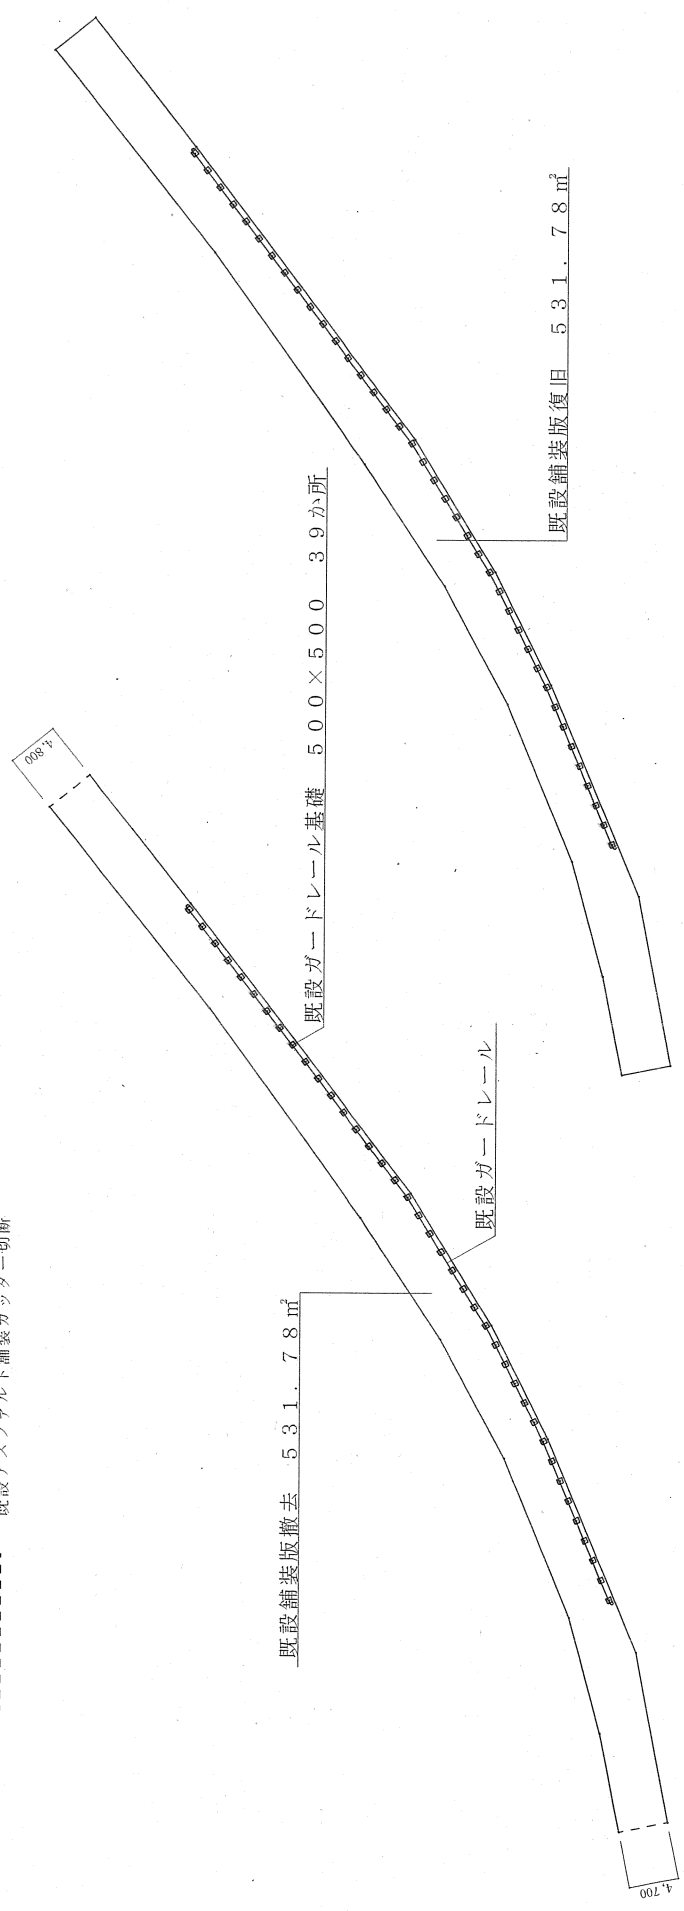 既設アスファルト舗装カッター切断
4,800
既設ガードレール基礎 500×500 39か所
既設舗装版復旧 531.78㎡
既設舗装版撤去 531.78㎡
既設ガードレール
4,700